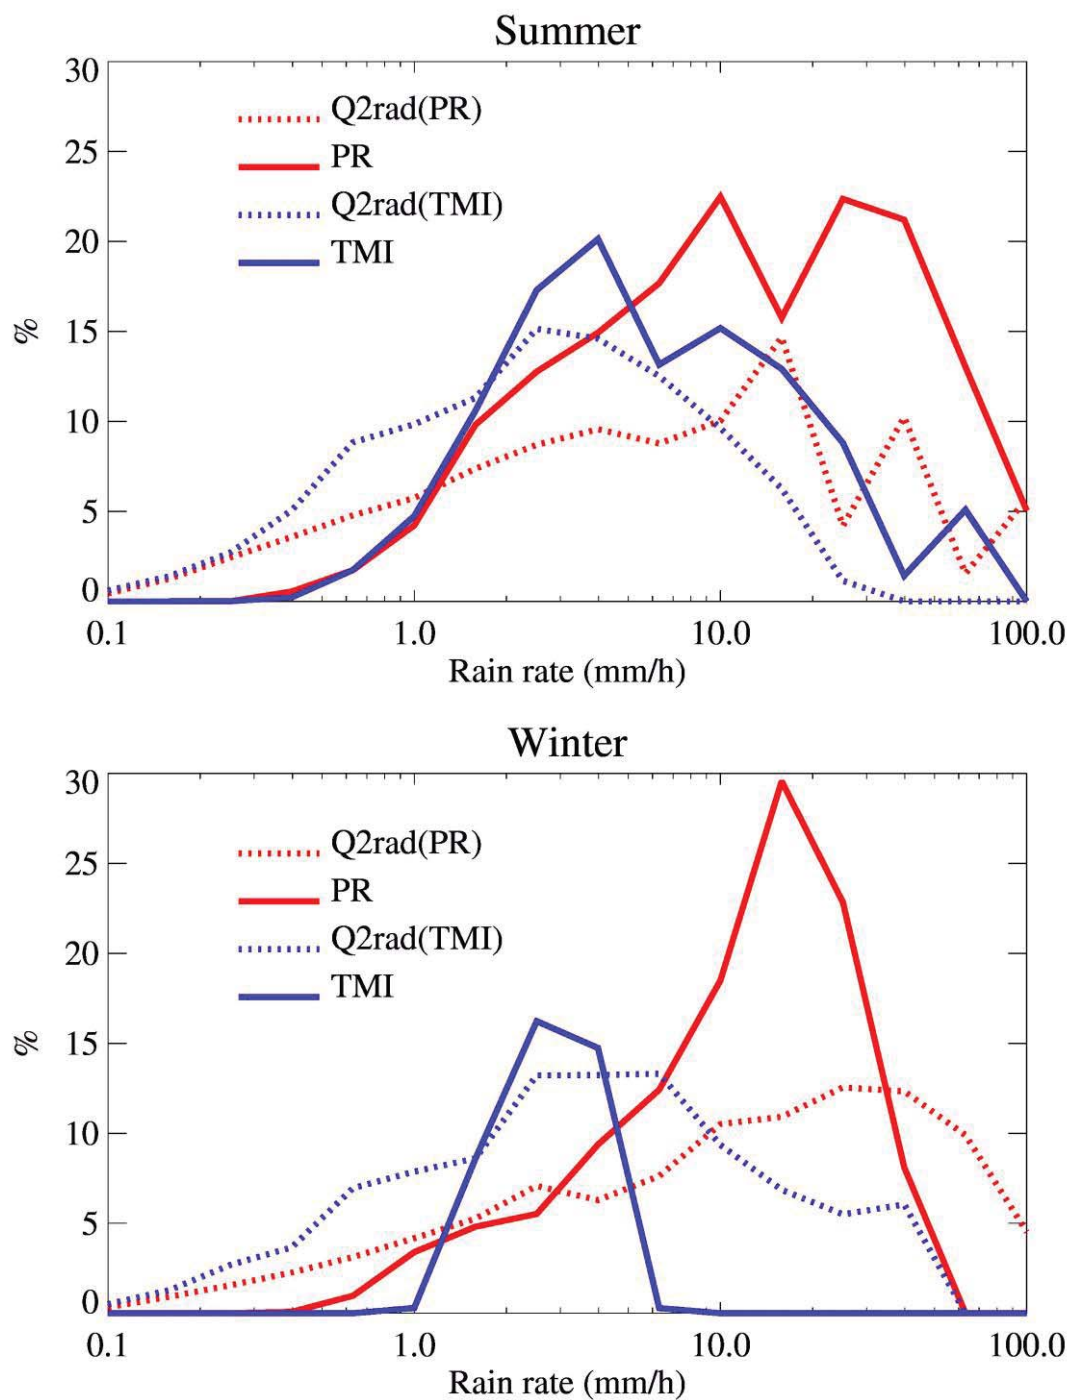 Summer
30
25
20
15
10
5
0
%
Q2rad(PR)
PR
Q2rad(TMI)
TMI
0.1 1.0 10.0 100.0
Rain rate (mm/h)
Winter
30
25
20
15
10
5
0
%
Q2rad(PR)
PR
Q2rad(TMI)
TMI
0.1 1.0 10.0 100.0
Rain rate (mm/h)